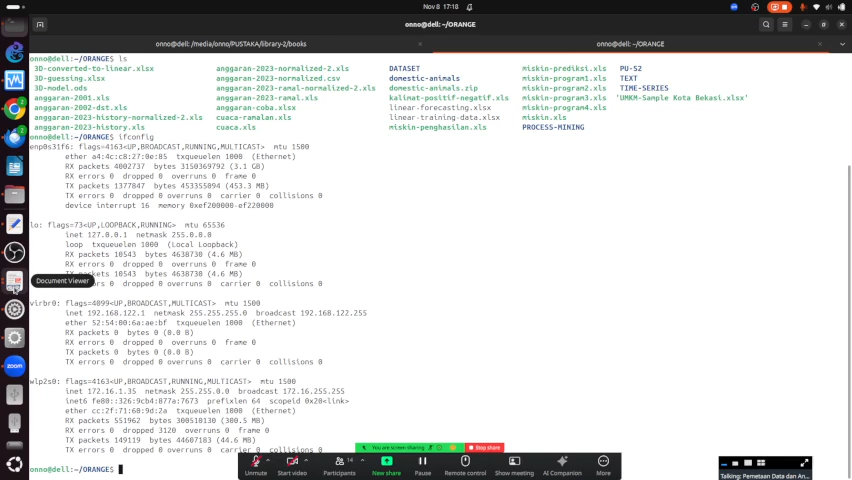 Nov 8 17:18
onno@dell: ~/ORANGE
onno@dell: /media/onno/PUSTAKA/library-2/books
onno@dell: ~/ORANGE
onno@dell:~/ORANGE$ ls
3D-converted-to-linear.xlsx anggaran-2023-normalized-2.xls DATASET miskin-prediksi.xls PU-S2
3D-guessing.xlsx anggaran-2023-normalized.csv domestic-animals miskin-program1.xls TEXT
3D-model.ods anggaran-2023-ramal-normalized-2.xls domestic-animals.zip miskin-program2.xls TIME-SERIES
anggaran-2001.xls anggaran-2023-ramal.xls kalimat-positif-negatif.xls miskin-program3.xls 'UMKM-Sample Kota Bekasi.xlsx'
anggaran-2002-dst.xls anggaran-coba.xlsx linear-forecasting.xlsx miskin-program4.xls
anggaran-2023-history-normalized-2.xls cuaca-ramalan.xls linear-training-data.xlsx miskin.xls
anggaran-2023-history.xls cuaca.xls miskin-penghasilan.xls PROCESS-MINING
onno@dell:~/ORANGE$ ifconfig
enp0s31f6: flags=4163<UP,BROADCAST,RUNNING,MULTICAST> mtu 1500
ether a4:4c:c8:27:0e:85 txqueuelen 1000 (Ethernet)
RX packets 4002737 bytes 3150369792 (3.1 GB)
RX errors 0 dropped 0 overruns 0 frame 0
TX packets 1377847 bytes 453355094 (453.3 MB)
TX errors 0 dropped 0 overruns 0 carrier 0 collisions 0
device interrupt 16 memory 0xef200000-ef220000
lo: flags=73<UP,LOOPBACK,RUNNING> mtu 65536
inet 127.0.0.1 netmask 255.0.0.0
loop txqueuelen 1000 (Local Loopback)
RX packets 10543 bytes 4638730 (4.6 MB)
RX errors 0 dropped 0 overruns 0 frame 0
TX packets 10543 bytes 4638730 (4.6 MB)
TX errors 0 dropped 0 overruns 0 carrier 0 collisions 0
Document Viewer
virbr0: flags=4099<UP,BROADCAST,MULTICAST> mtu 1500
inet 192.168.122.1 netmask 255.255.255.0 broadcast 192.168.122.255
ether 52:54:00:6a:ae:bf txqueuelen 1000 (Ethernet)
RX packets 0 bytes 0 (0.0 B)
RX errors 0 dropped 0 overruns 0 frame 0
TX packets 0 bytes 0 (0.0 B)
TX errors 0 dropped 0 overruns 0 carrier 0 collisions 0
wlp2s0: flags=4163<UP,BROADCAST,RUNNING,MULTICAST> mtu 1500
inet 172.16.1.35 netmask 255.255.0.0 broadcast 172.16.255.255
inet6 fe80::326:9cb4:877a:7673 prefixlen 64 scopeid 0x20<link>
ether cc:2f:71:60:9d:2a txqueuelen 1000 (Ethernet)
RX packets 551962 bytes 300510130 (300.5 MB)
RX errors 0 dropped 3120 overruns 0 frame 0
TX packets 149119 bytes 44607183 (44.6 MB)
TX errors 0 dropped 0 overruns 0 carrier 0 collisions 0
You are screen sharing
Stop share
onno@dell:~/ORANGE$
14
Unmute Start video Participants New share Pause Remote control Show meeting AI Companion More
Talking: Pemetaan Data dan An...
zoom